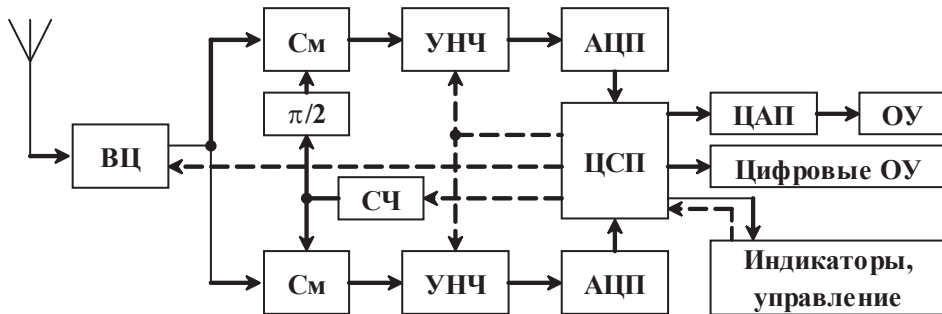 См
УНЧ
АЦП
π/2
ЦАП
ОУ
ВЦ
ЦСП
Цифровые ОУ
СЧ
См
УНЧ
АЦП
Индикаторы,
управление